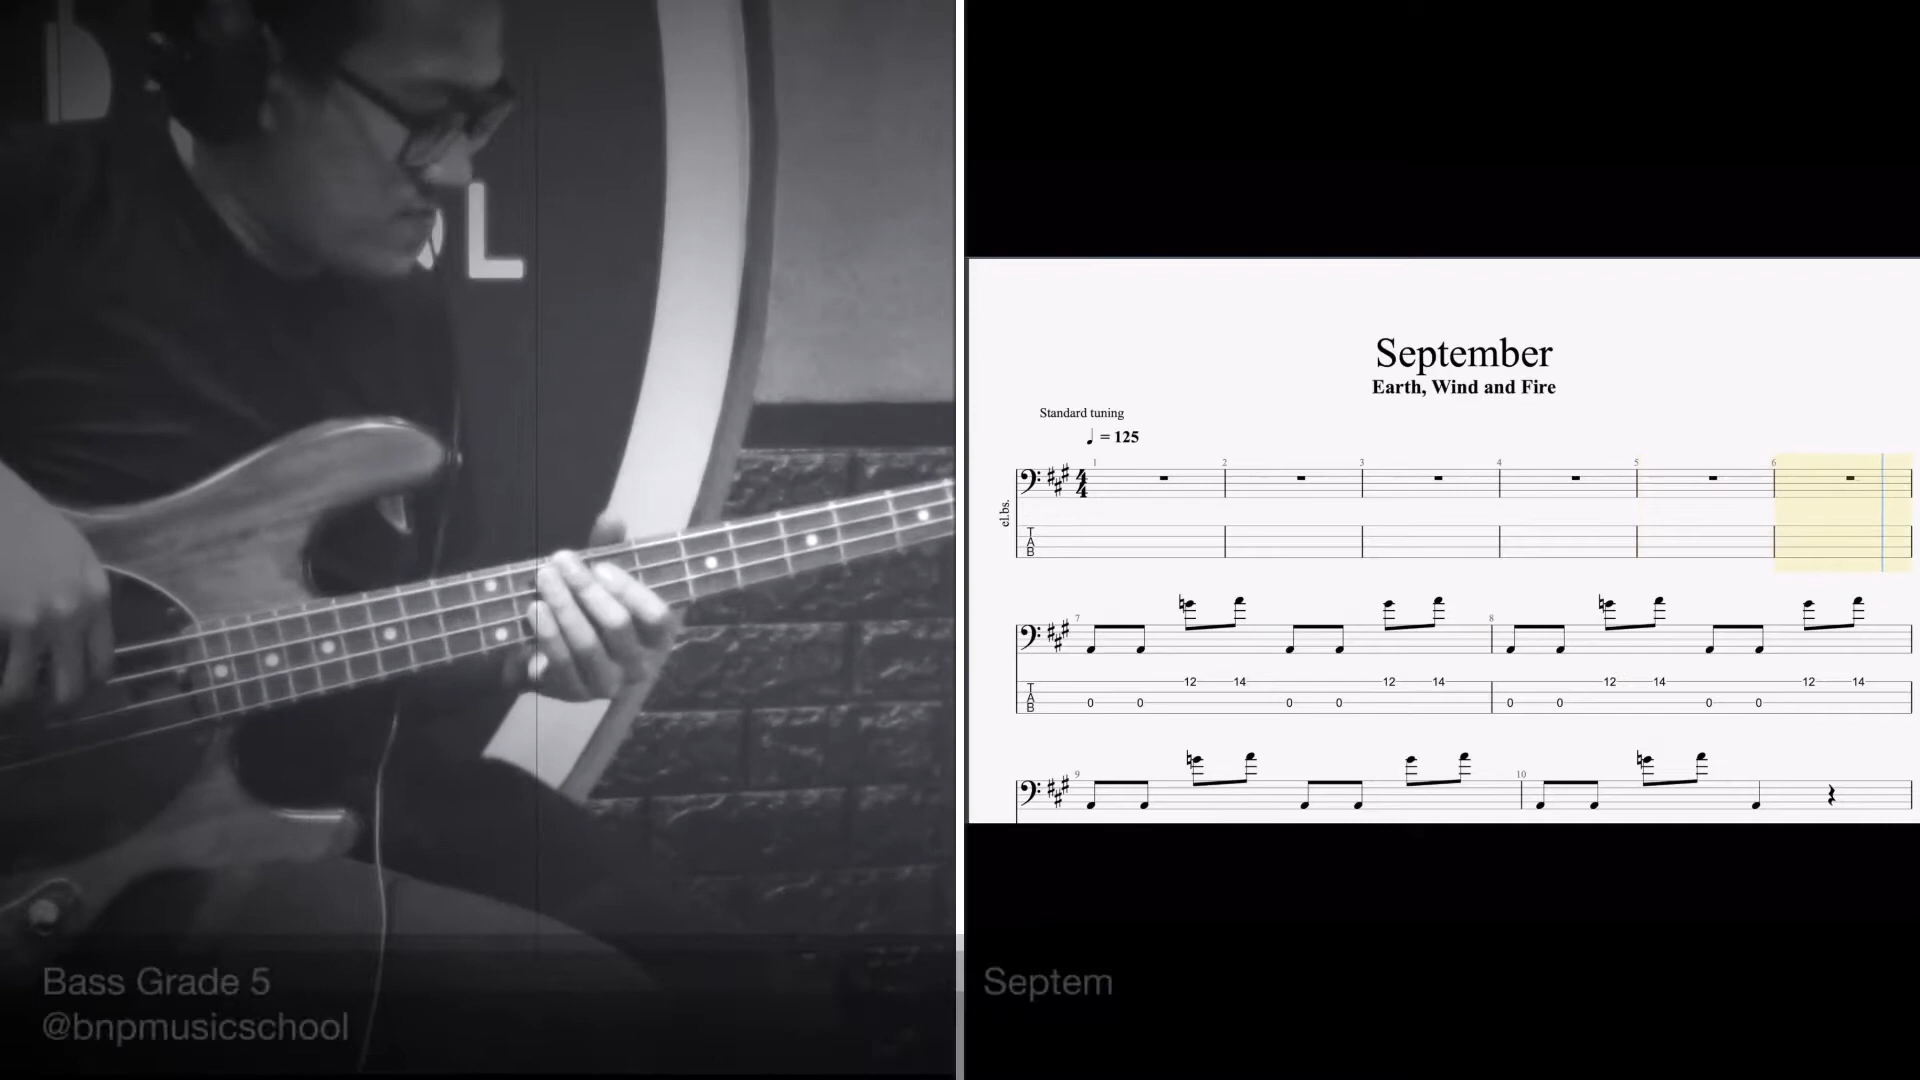 L
Bass Grade 5
@bnpmusicschool
September
Earth, Wind and Fire
Standard tuning
♩ = 125
el.bs.
1 2 3 4 5 6
4
4
T
A
B
7 8
12 14 12 14 12 14 12 14
T
A
B
0 0 0 0 0 0 0 0
9 10
Septem